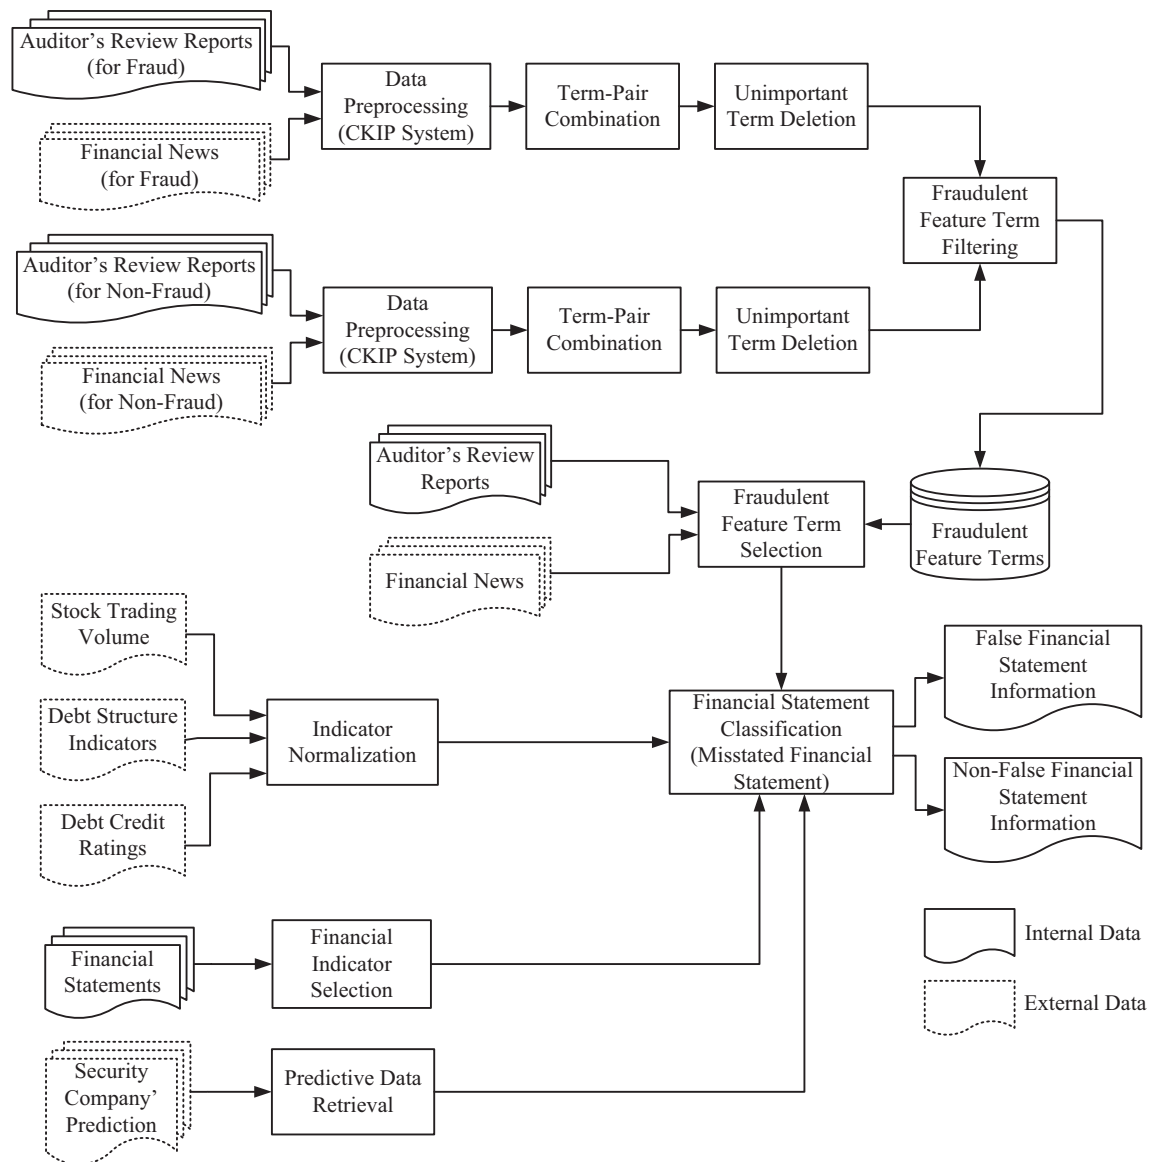 Auditor's Review Reports
(for Fraud)
Data
Preprocessing
(CKIP System)
Term-Pair
Combination
Unimportant
Term Deletion
Financial News
(for Fraud)
Fraudulent
Feature Term
Filtering
Auditor's Review Reports
(for Non-Fraud)
Data
Preprocessing
(CKIP System)
Term-Pair
Combination
Unimportant
Term Deletion
Financial News
(for Non-Fraud)
Auditor's Review
Reports
Fraudulent
Feature Term
Selection
Fraudulent
Feature Terms
Financial News
Stock Trading
Volume
False Financial
Statement
Information
Debt Structure
Indicators
Indicator
Normalization
Financial Statement
Classification
(Misstated Financial
Statement)
Non-False Financial
Statement
Information
Debt Credit
Ratings
Financial
Statements
Financial
Indicator
Selection
Internal Data
External Data
Security
Company'
Prediction
Predictive Data
Retrieval